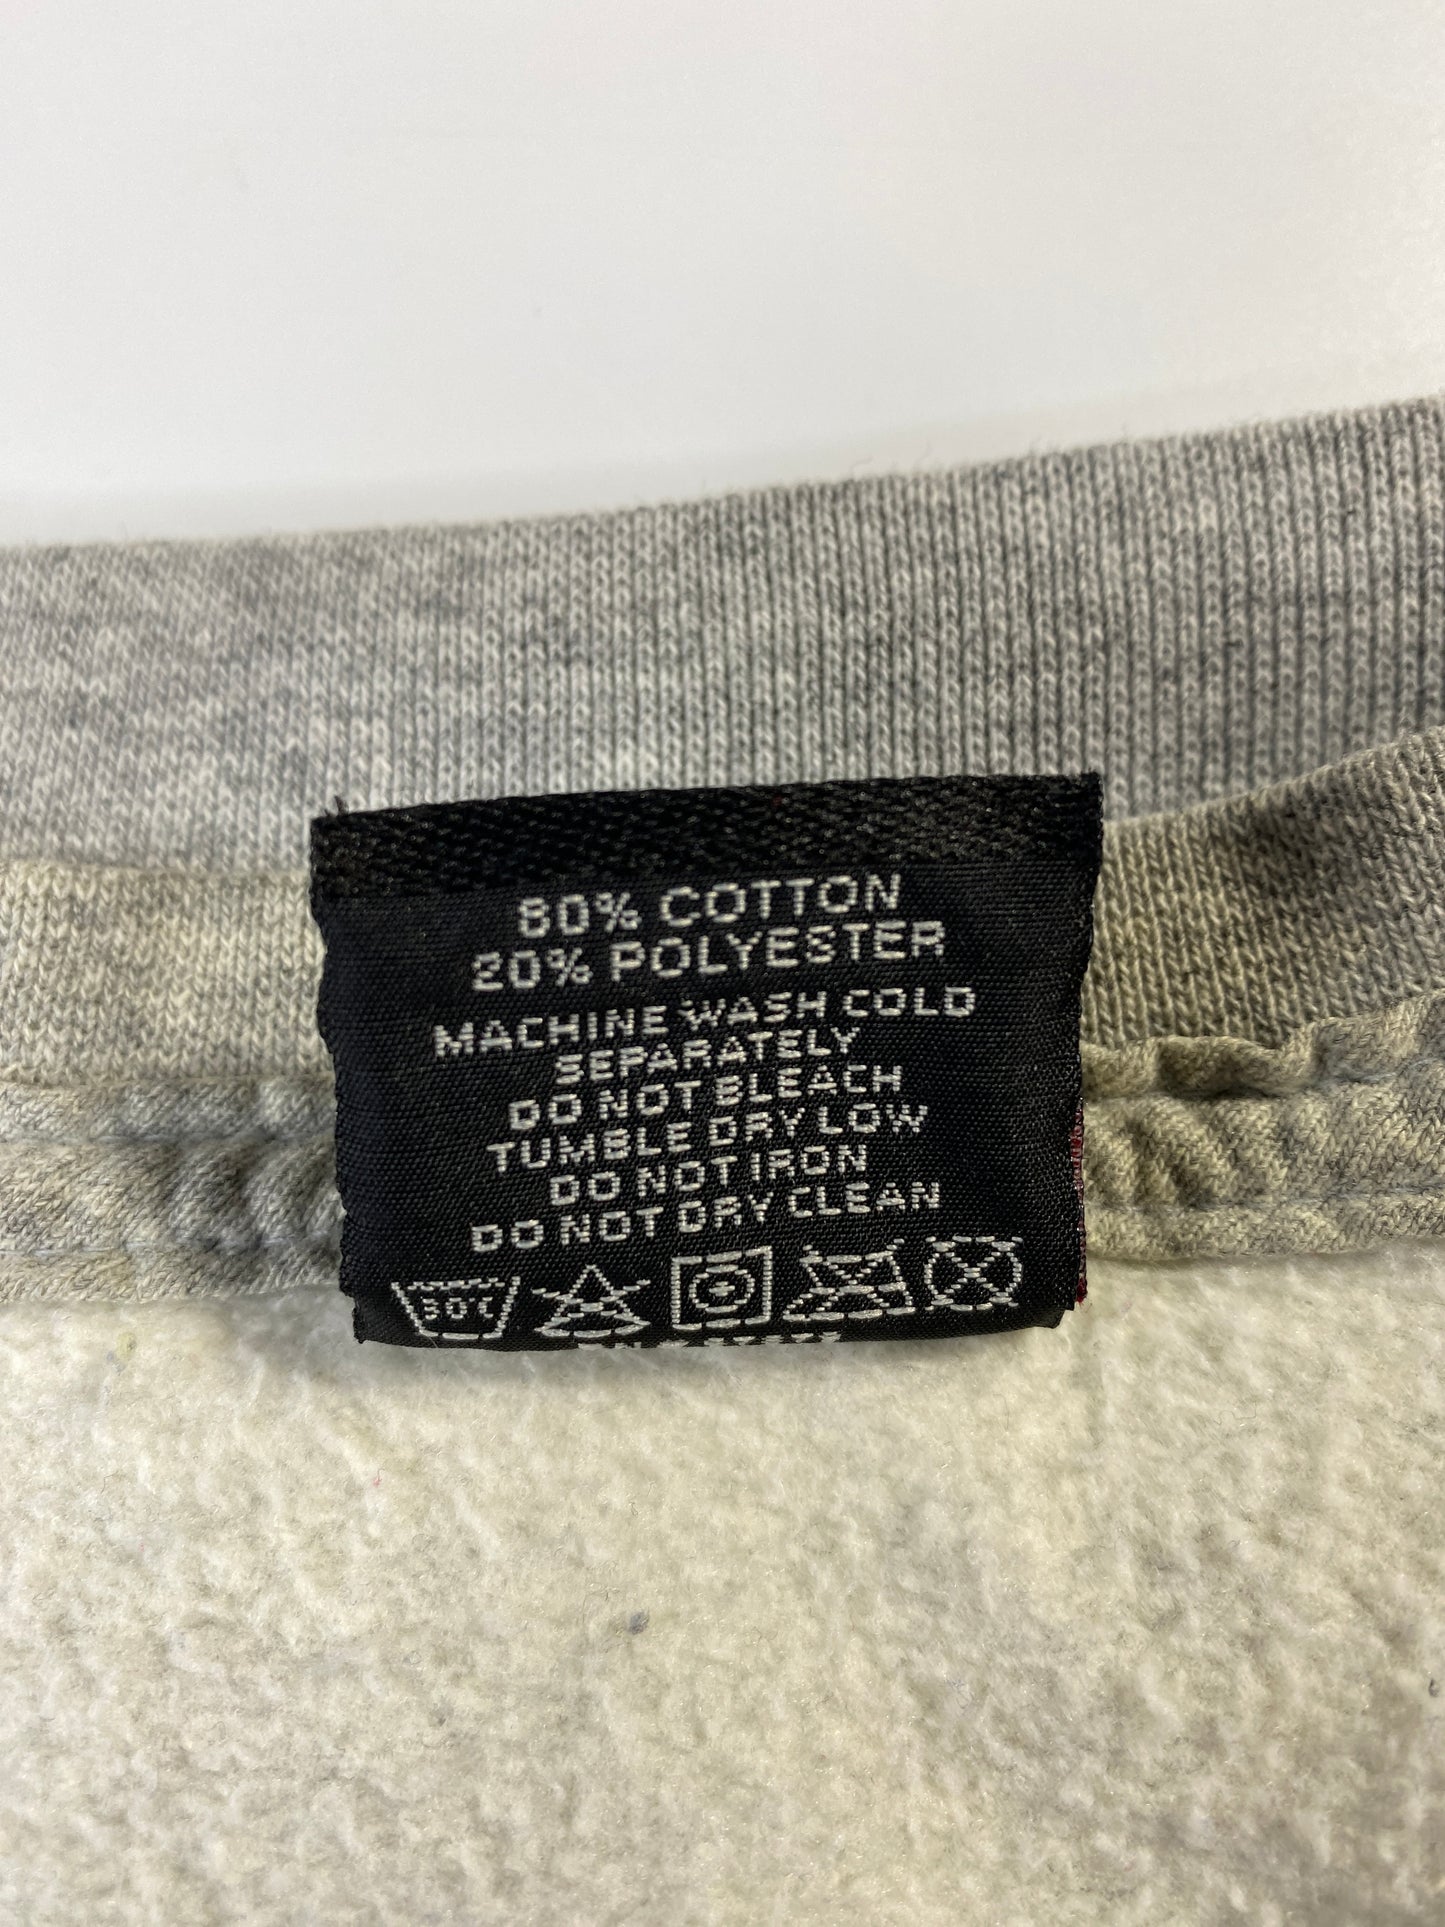 80% COTTON
20% POLYESTER
MACHINE WASH COLD
SEPARATELY
DO NOT BLEACH
TUMBLE DRY LOW
DO NOT IRON
DO NOT DRY CLEAN
30℃